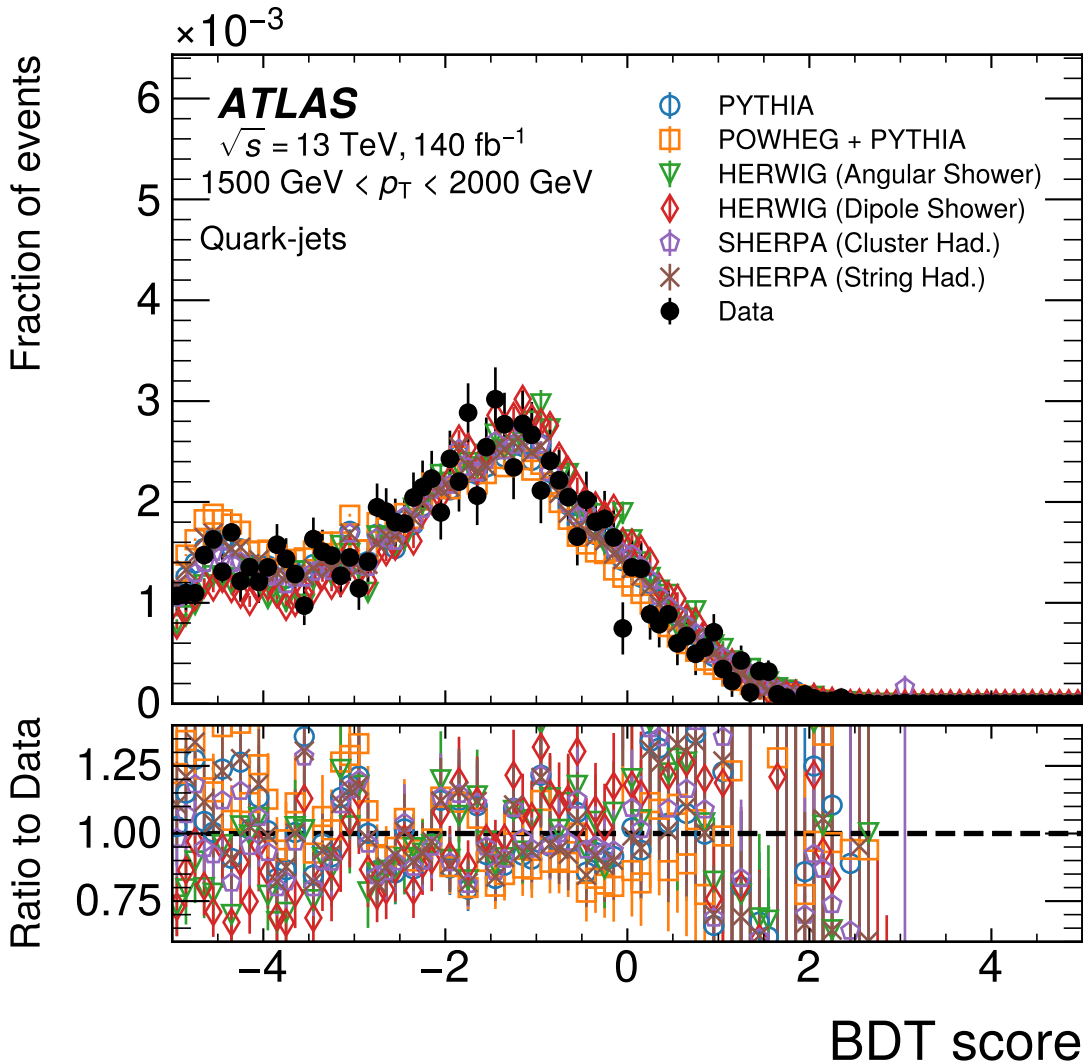 ×10⁻³
Fraction of events
6
5
4
3
2
1
0
ATLAS
√s = 13 TeV, 140 fb⁻¹
1500 GeV < pT < 2000 GeV
Quark-jets
PYTHIA
POWHEG + PYTHIA
HERWIG (Angular Shower)
HERWIG (Dipole Shower)
SHERPA (Cluster Had.)
SHERPA (String Had.)
Data
Ratio to Data
1.25
1.00
0.75
−4 −2 0 2 4
BDT score